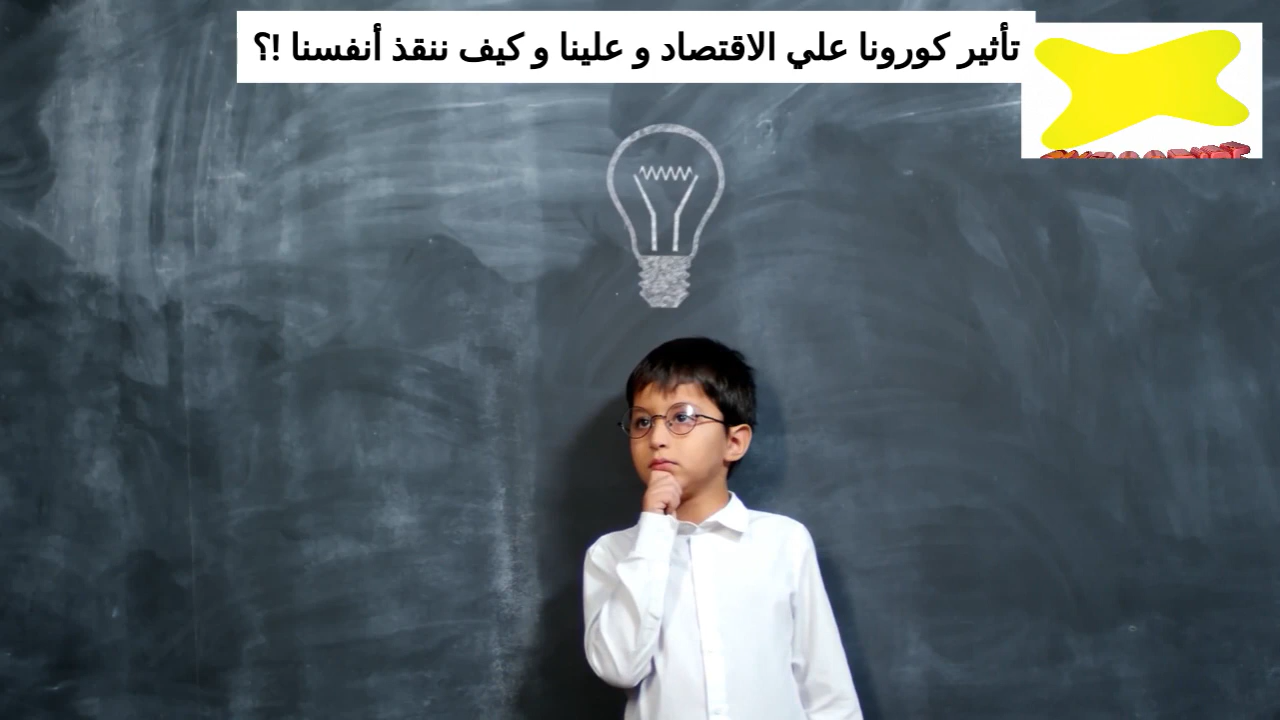 تأثير كورونا علي الاقتصاد و علينا و كيف ننقذ أنفسنا !؟